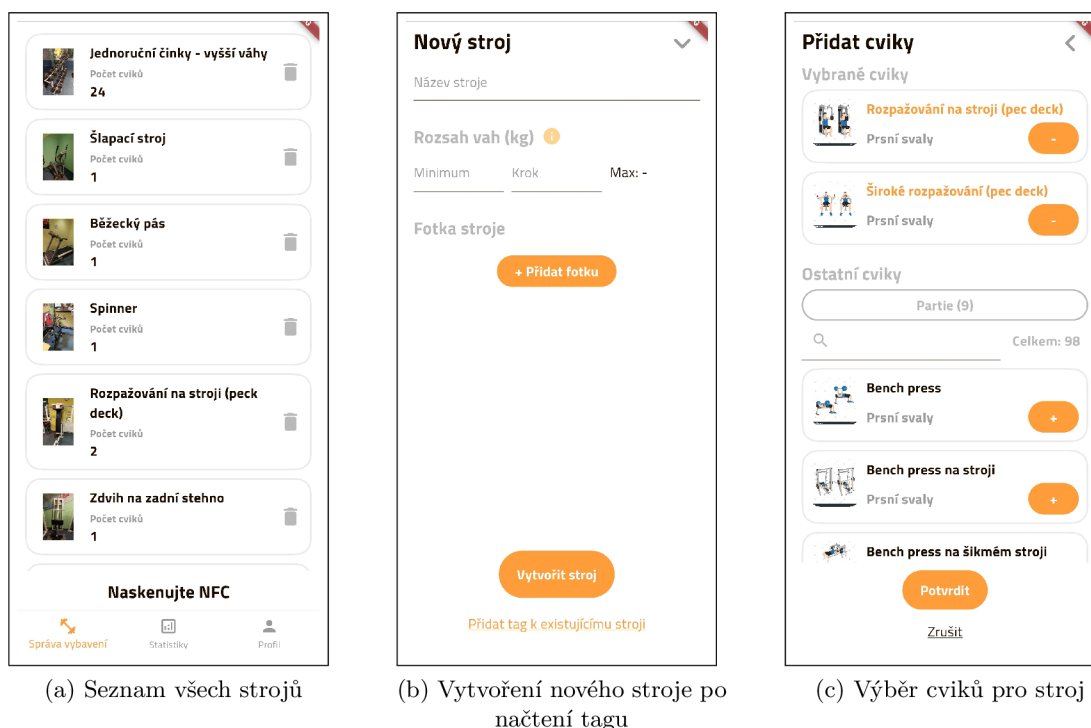 Jednoruční činky - vyšší váhy
Počet cviků
24
Šlapací stroj
Počet cviků
1
Běžecký pás
Počet cviků
1
Spinner
Počet cviků
1
Rozpažování na stroji (peck
deck)
Počet cviků
2
Zdvih na zadní stehno
Počet cviků
1
Naskenujte NFC
Správa vybavení
Statistiky
Profil
(a) Seznam všech strojů
Nový stroj
Název stroje
Rozsah vah (kg)
Minimum Krok Max: -
Fotka stroje
+ Přidat fotku
Vytvořit stroj
Přidat tag k existujícímu stroji
(b) Vytvoření nového stroje po
načtení tagu
Přidat cviky
Vybrané cviky
Rozpažování na stroji (pec deck)
Prsní svaly
-
Široké rozpažování (pec deck)
Prsní svaly
-
Ostatní cviky
Partie (9)
Celkem: 98
Bench press
Prsní svaly
+
Bench press na stroji
Prsní svaly
+
Bench press na šikmém stroji
Potvrdit
Zrušit
(c) Výběr cviků pro stroj